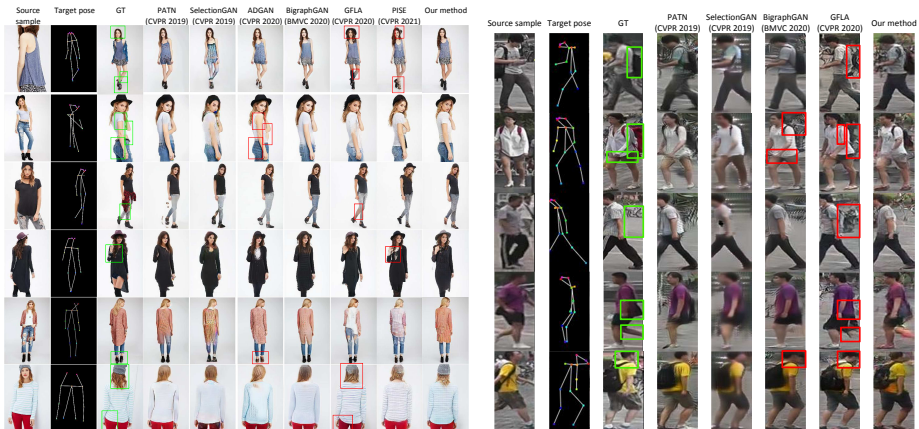 Source sample
Target pose
GT
PATN (CVPR 2019)
SelectionGAN (CVPR 2019)
ADGAN (CVPR 2020)
BigraphGAN (BMVC 2020)
GFLA (CVPR 2020)
PISE (CVPR 2021)
Our method
Source sample
Target pose
GT
PATN (CVPR 2019)
SelectionGAN (CVPR 2019)
BigraphGAN (BMVC 2020)
GFLA (CVPR 2020)
Our method